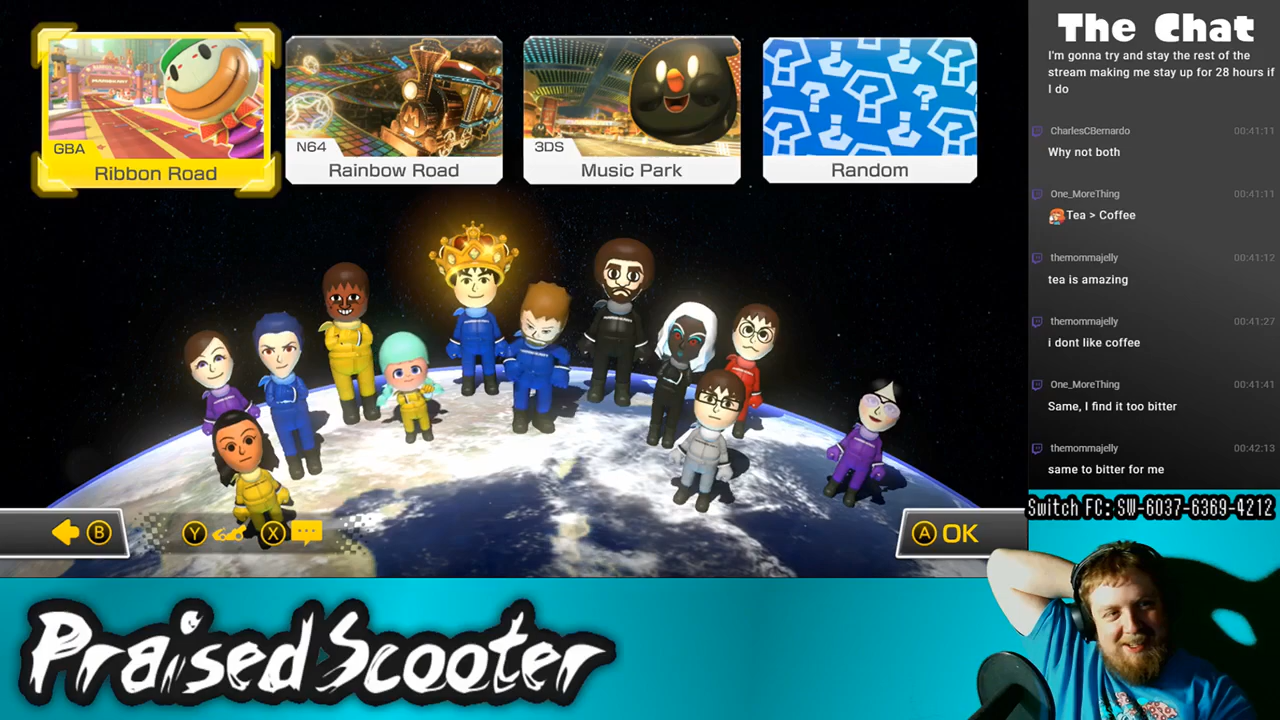 GBA
Ribbon Road
N64
Rainbow Road
3DS
Music Park
Random
B
Y
X
A OK
The Chat
I'm gonna try and stay the rest of the
stream making me stay up for 28 hours if
I do
CharlesCBernardo 00:41:11
Why not both
One_MoreThing 00:41:11
Tea > Coffee
themommajelly 00:41:12
tea is amazing
themommajelly 00:41:27
i dont like coffee
One_MoreThing 00:41:41
Same, I find it too bitter
themommajelly 00:42:13
same to bitter for me
Switch FC: SW-6037-6369-4212
PraisedScooter